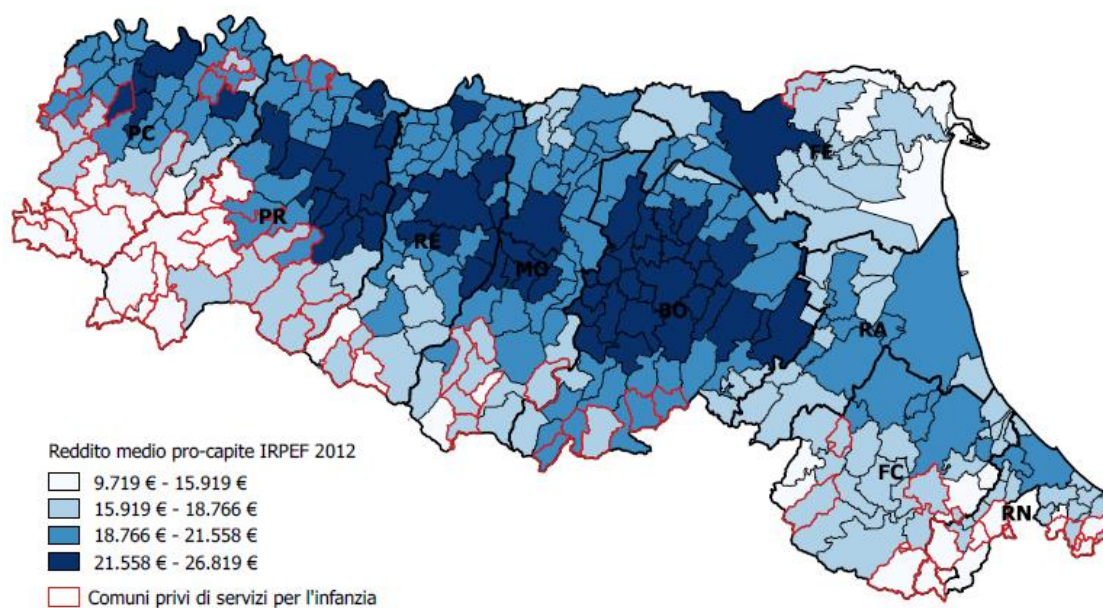 PC
FE
PR
RE
MO
BO
RA
FC
RN
Reddito medio pro-capite IRPEF 2012
9.719 € - 15.919 €
15.919 € - 18.766 €
18.766 € - 21.558 €
21.558 € - 26.819 €
Comuni privi di servizi per l'infanzia